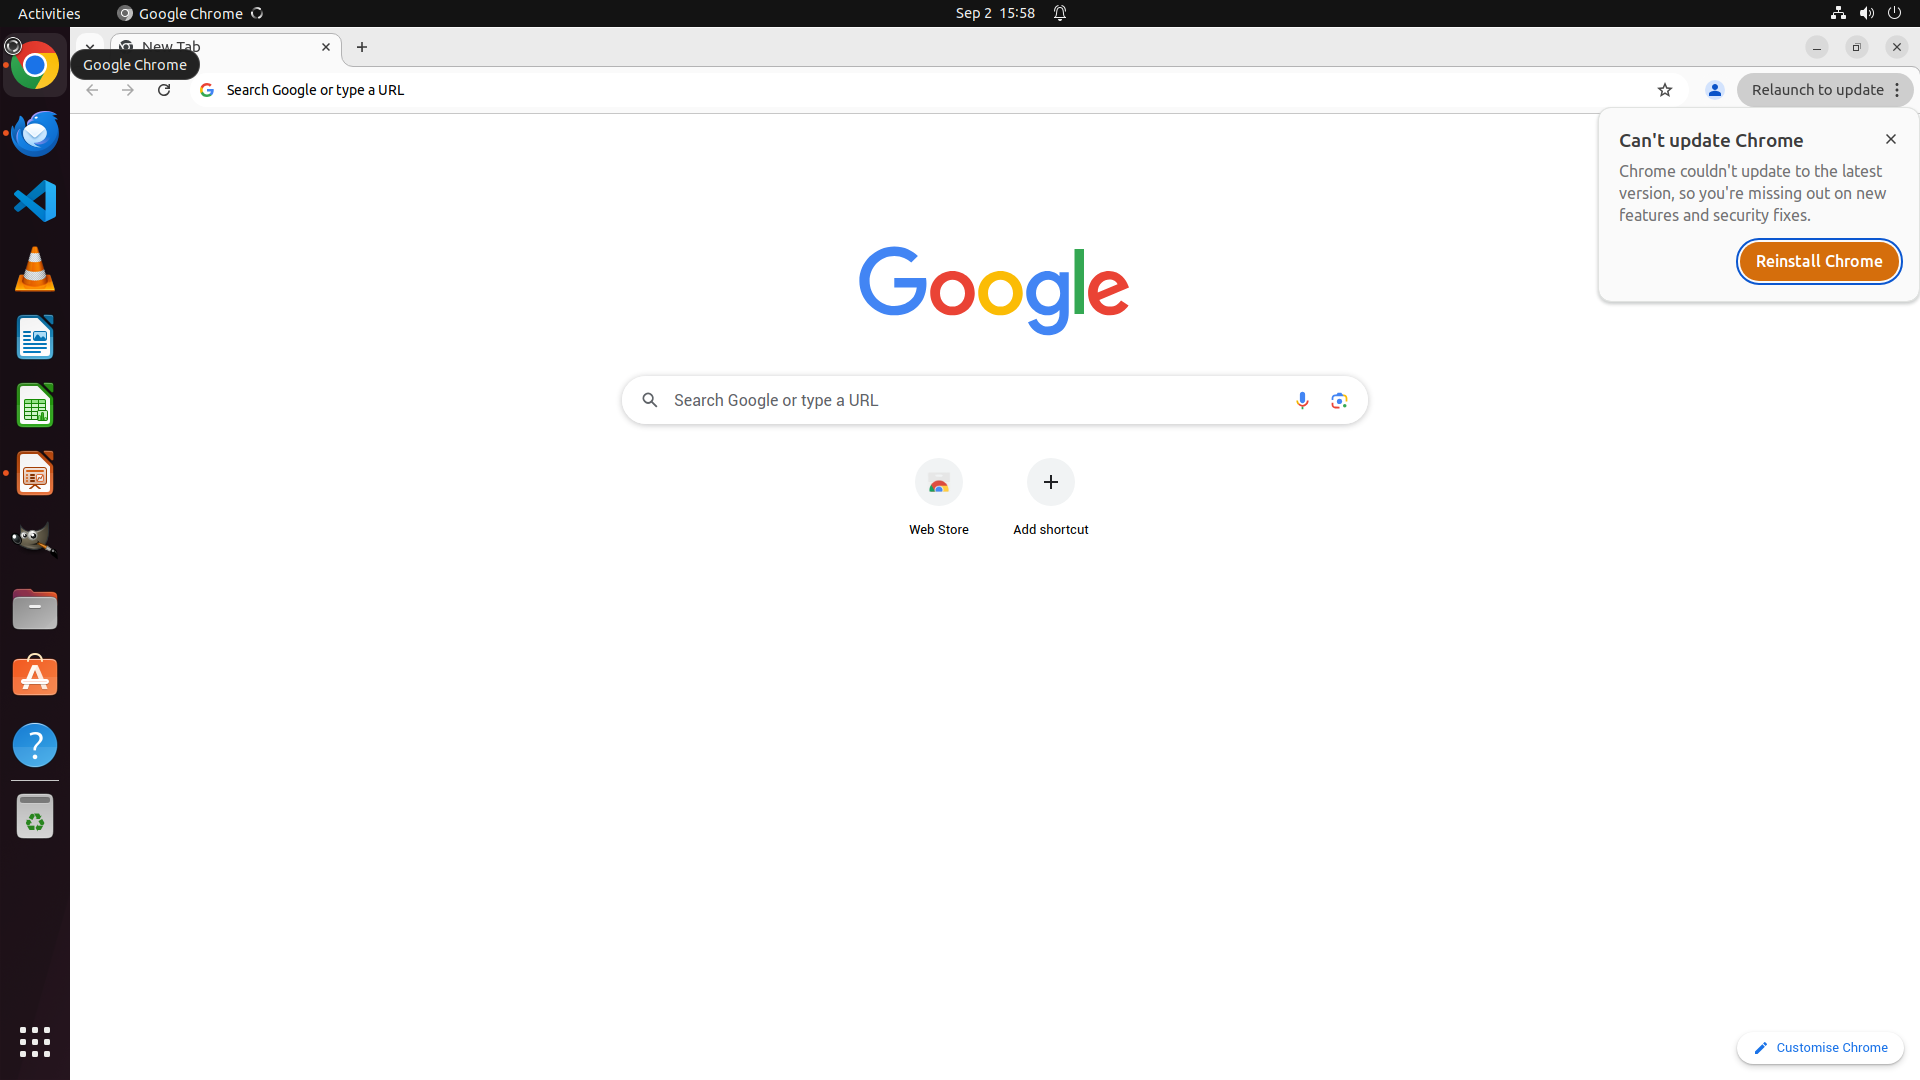 Activities
Google Chrome
Sep 2 15:58
New Tab
Google Chrome
Search Google or type a URL
Relaunch to update
Can't update Chrome
Chrome couldn't update to the latest
version, so you're missing out on new
features and security fixes.
Reinstall Chrome
Google
Search Google or type a URL
Web Store
Add shortcut
Customise Chrome